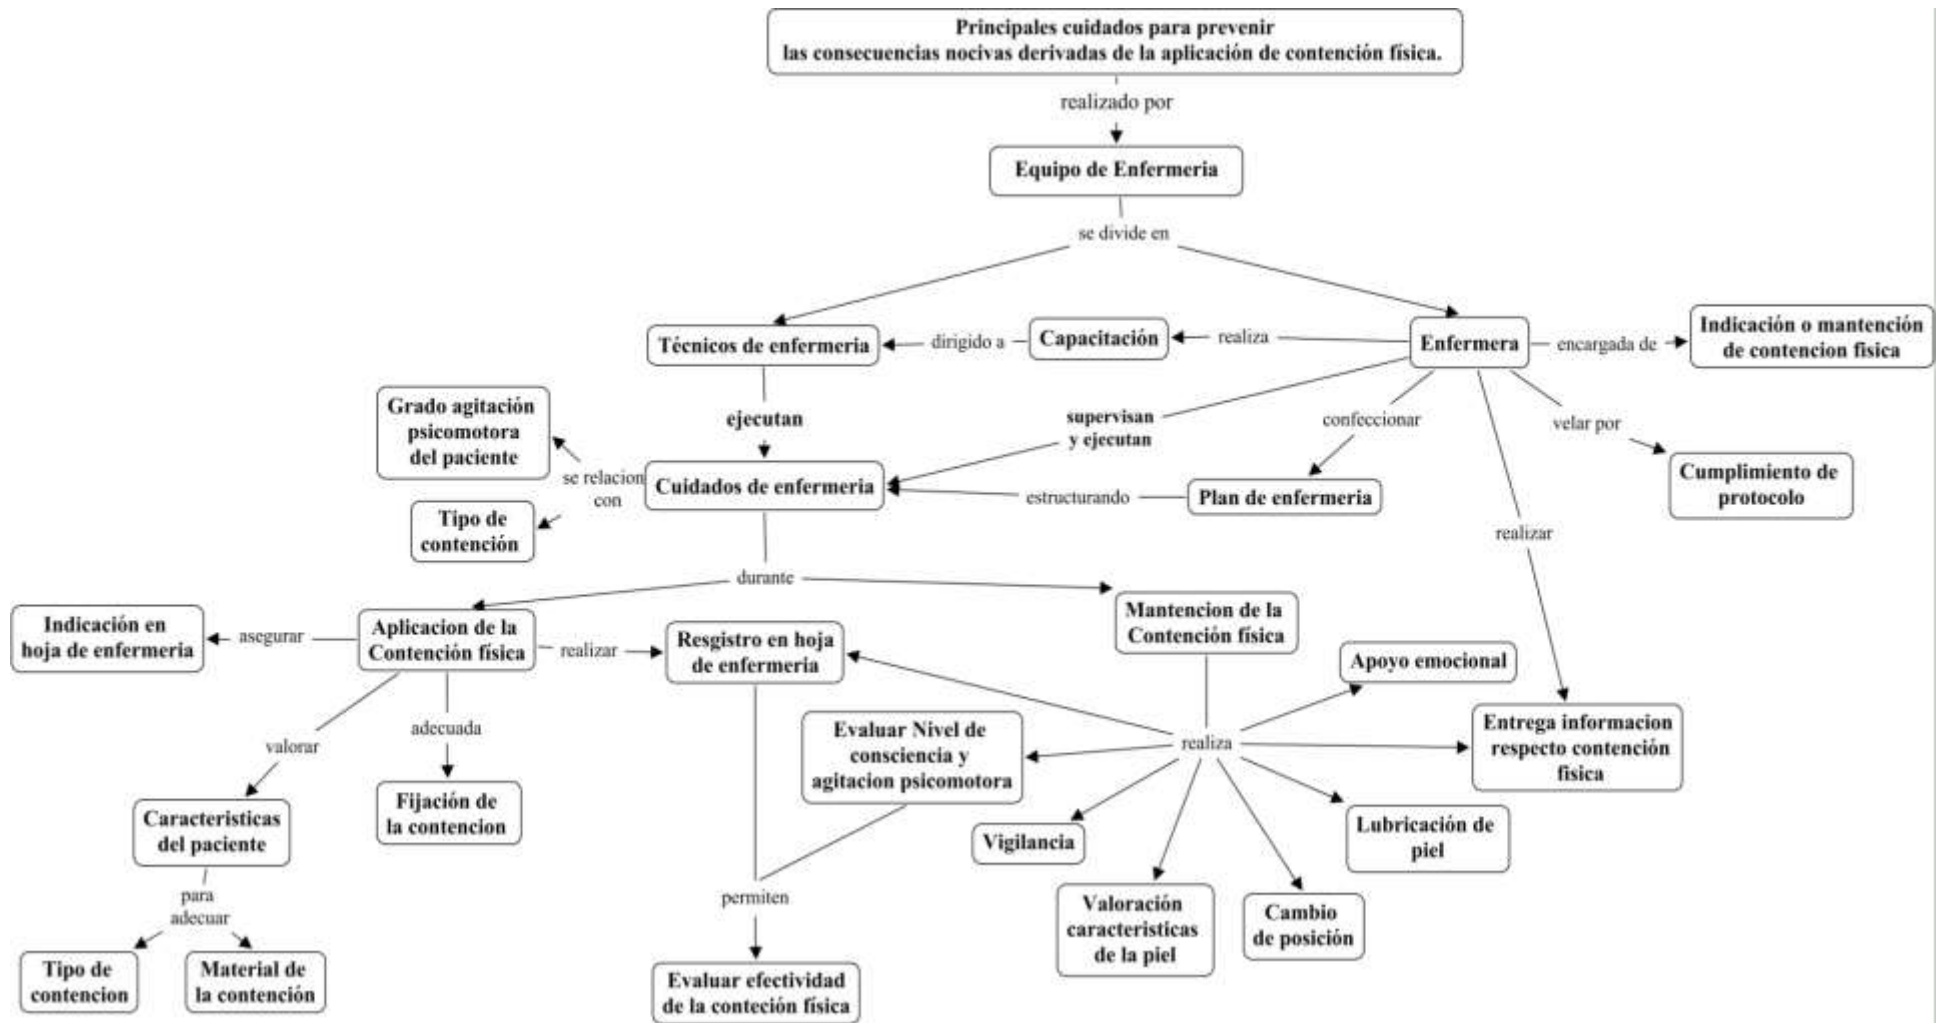 Principales cuidados para prevenir
las consecuencias nocivas derivadas de la aplicación de contención física.
realizado por
Equipo de Enfermeria
se divide en
Técnicos de enfermeria
dirigido a
Capacitación
realiza
Enfermera
encargada de
Indicación o mantención
de contencion fisica
Grado agitación
psicomotora
del paciente
ejecutan
supervisan
y ejecutan
confeccionar
velar por
se relacion
con
Cuidados de enfermeria
estructurando
Plan de enfermeria
Cumplimiento de
protocolo
Tipo de
contención
realizar
durante
Indicación en
hoja de enfermeria
asegurar
Aplicacion de la
Contención física
realizar
Resgistro en hoja
de enfermeria
Mantencion de la
Contención física
Apoyo emocional
valorar
adecuada
Evaluar Nivel de
consciencia y
agitacion psicomotora
realiza
Entrega informacion
respecto contención
física
Caracteristicas
del paciente
Fijación de
la contencion
Vigilancia
Lubricación de
piel
para
adecuar
permiten
Valoración
caracteristicas
de la piel
Cambio
de posición
Tipo de
contencion
Material de
la contención
Evaluar efectividad
de la conteción física